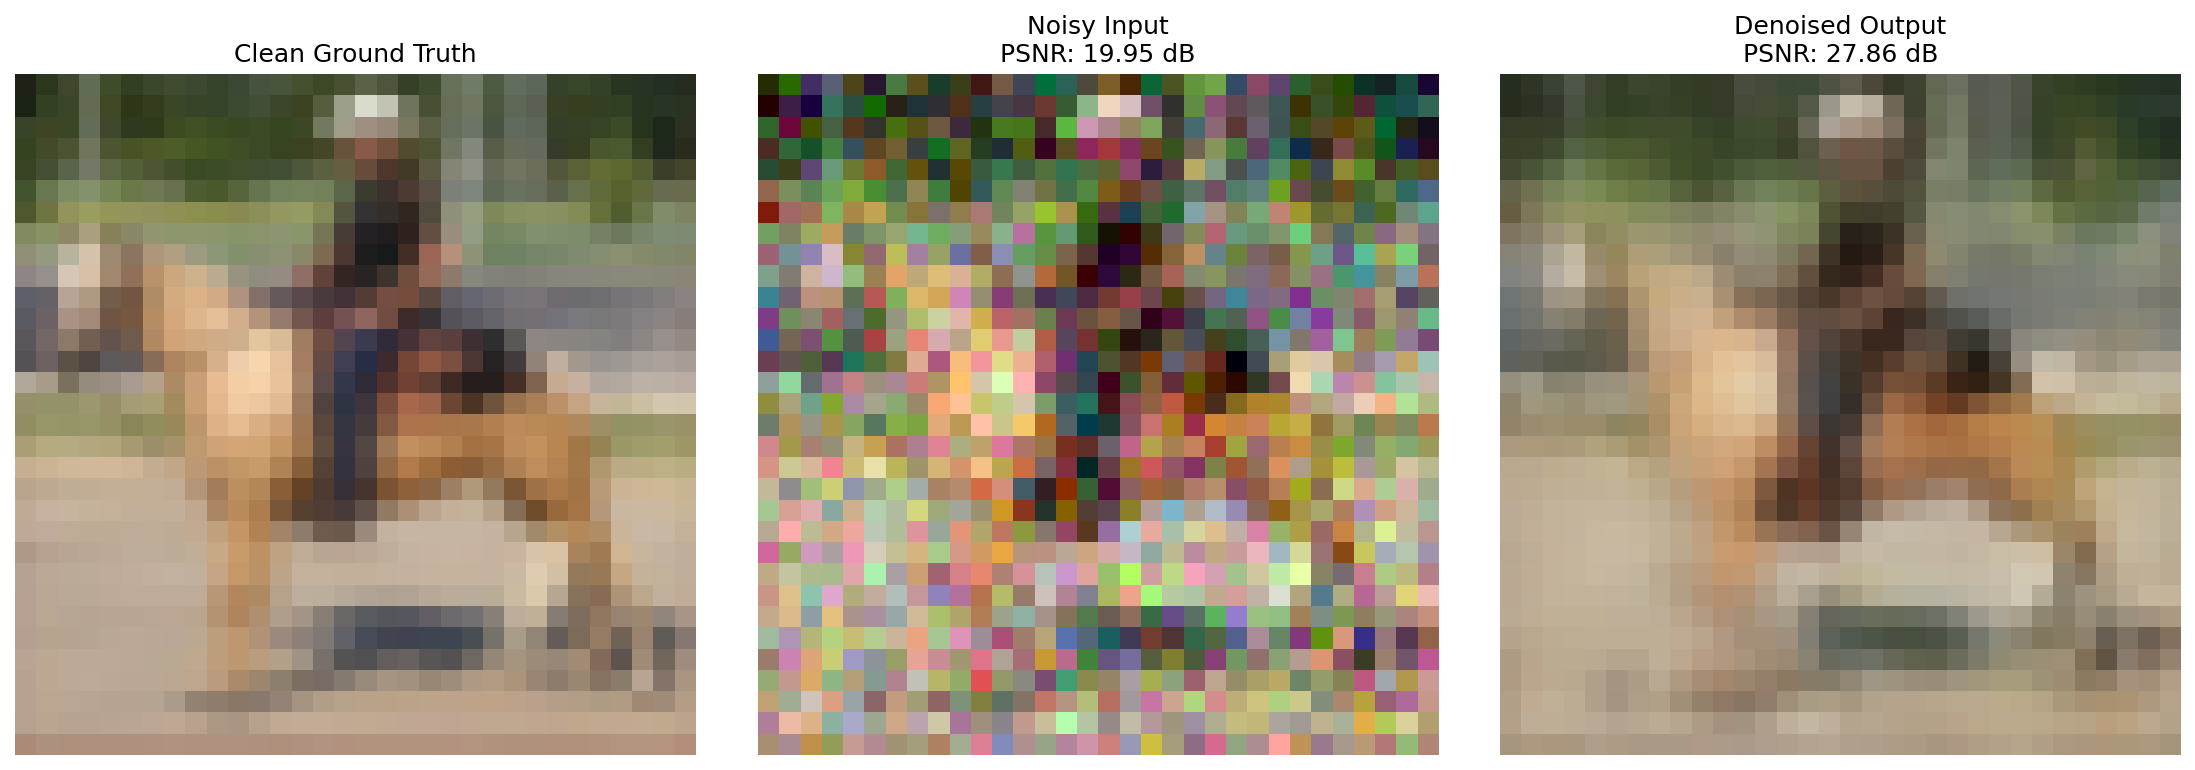 Clean Ground Truth
Noisy Input
PSNR: 19.95 dB
Denoised Output
PSNR: 27.86 dB